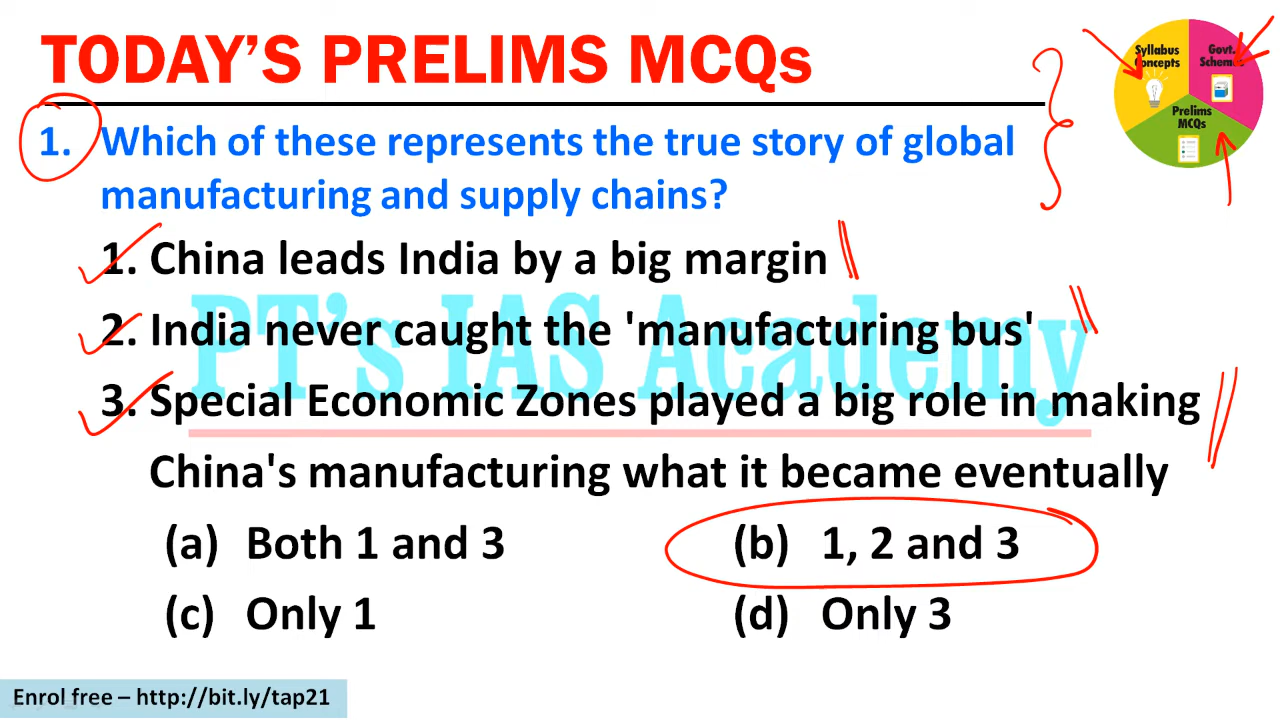 TODAY'S PRELIMS MCQs
Syllabus Concepts
Govt. Schemes
Prelims MCQs
1. Which of these represents the true story of global
manufacturing and supply chains?
1. China leads India by a big margin
2. India never caught the 'manufacturing bus'
3. Special Economic Zones played a big role in making
China's manufacturing what it became eventually
PT's IAS Academy
(a) Both 1 and 3 (b) 1, 2 and 3
(c) Only 1 (d) Only 3
Enrol free – http://bit.ly/tap21